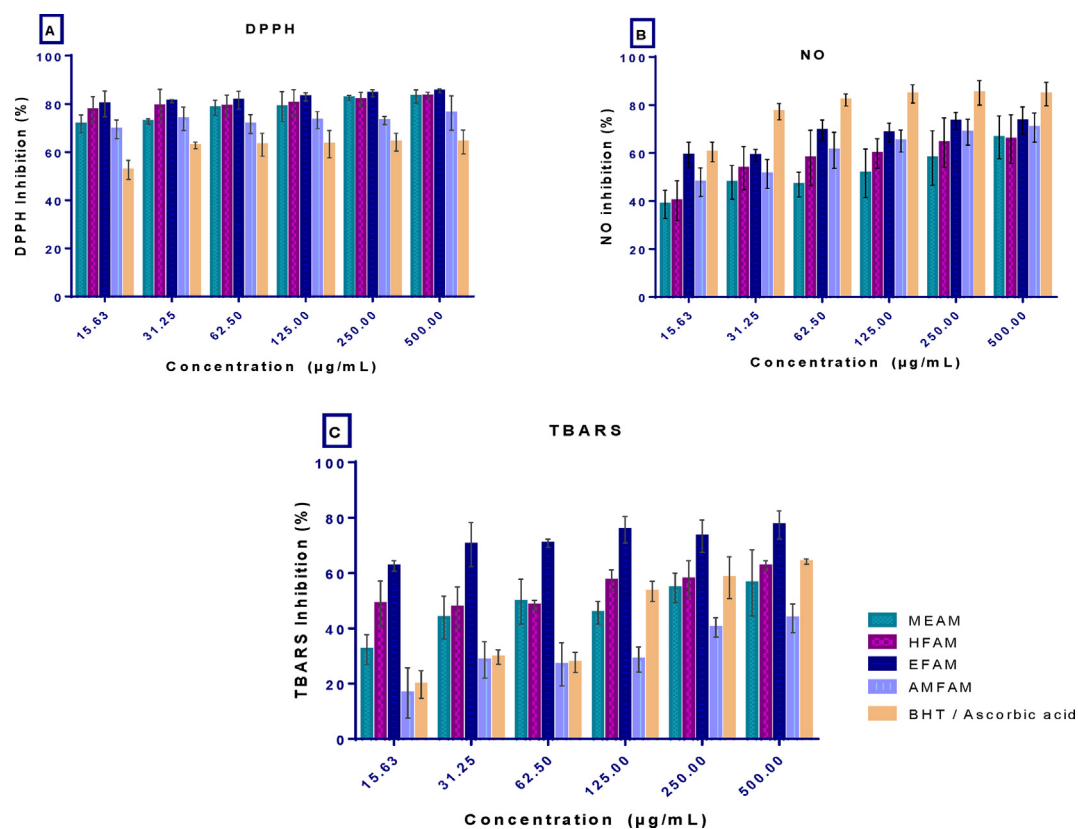 A
DPPH
DPPH Inhibition (%)
100
80
60
40
20
0
15.63
31.25
62.50
125.00
250.00
500.00
Concentration (µg/mL)
B
NO
NO inhibition (%)
100
80
60
40
20
0
15.63
31.25
62.50
125.00
250.00
500.00
Concentration (µg/mL)
C
TBARS
TBARS Inhibition (%)
100
80
60
40
20
0
15.63
31.25
62.50
125.00
250.00
500.00
Concentration (µg/mL)
MEAM
HFAM
EFAM
AMFAM
BHT / Ascorbic acid